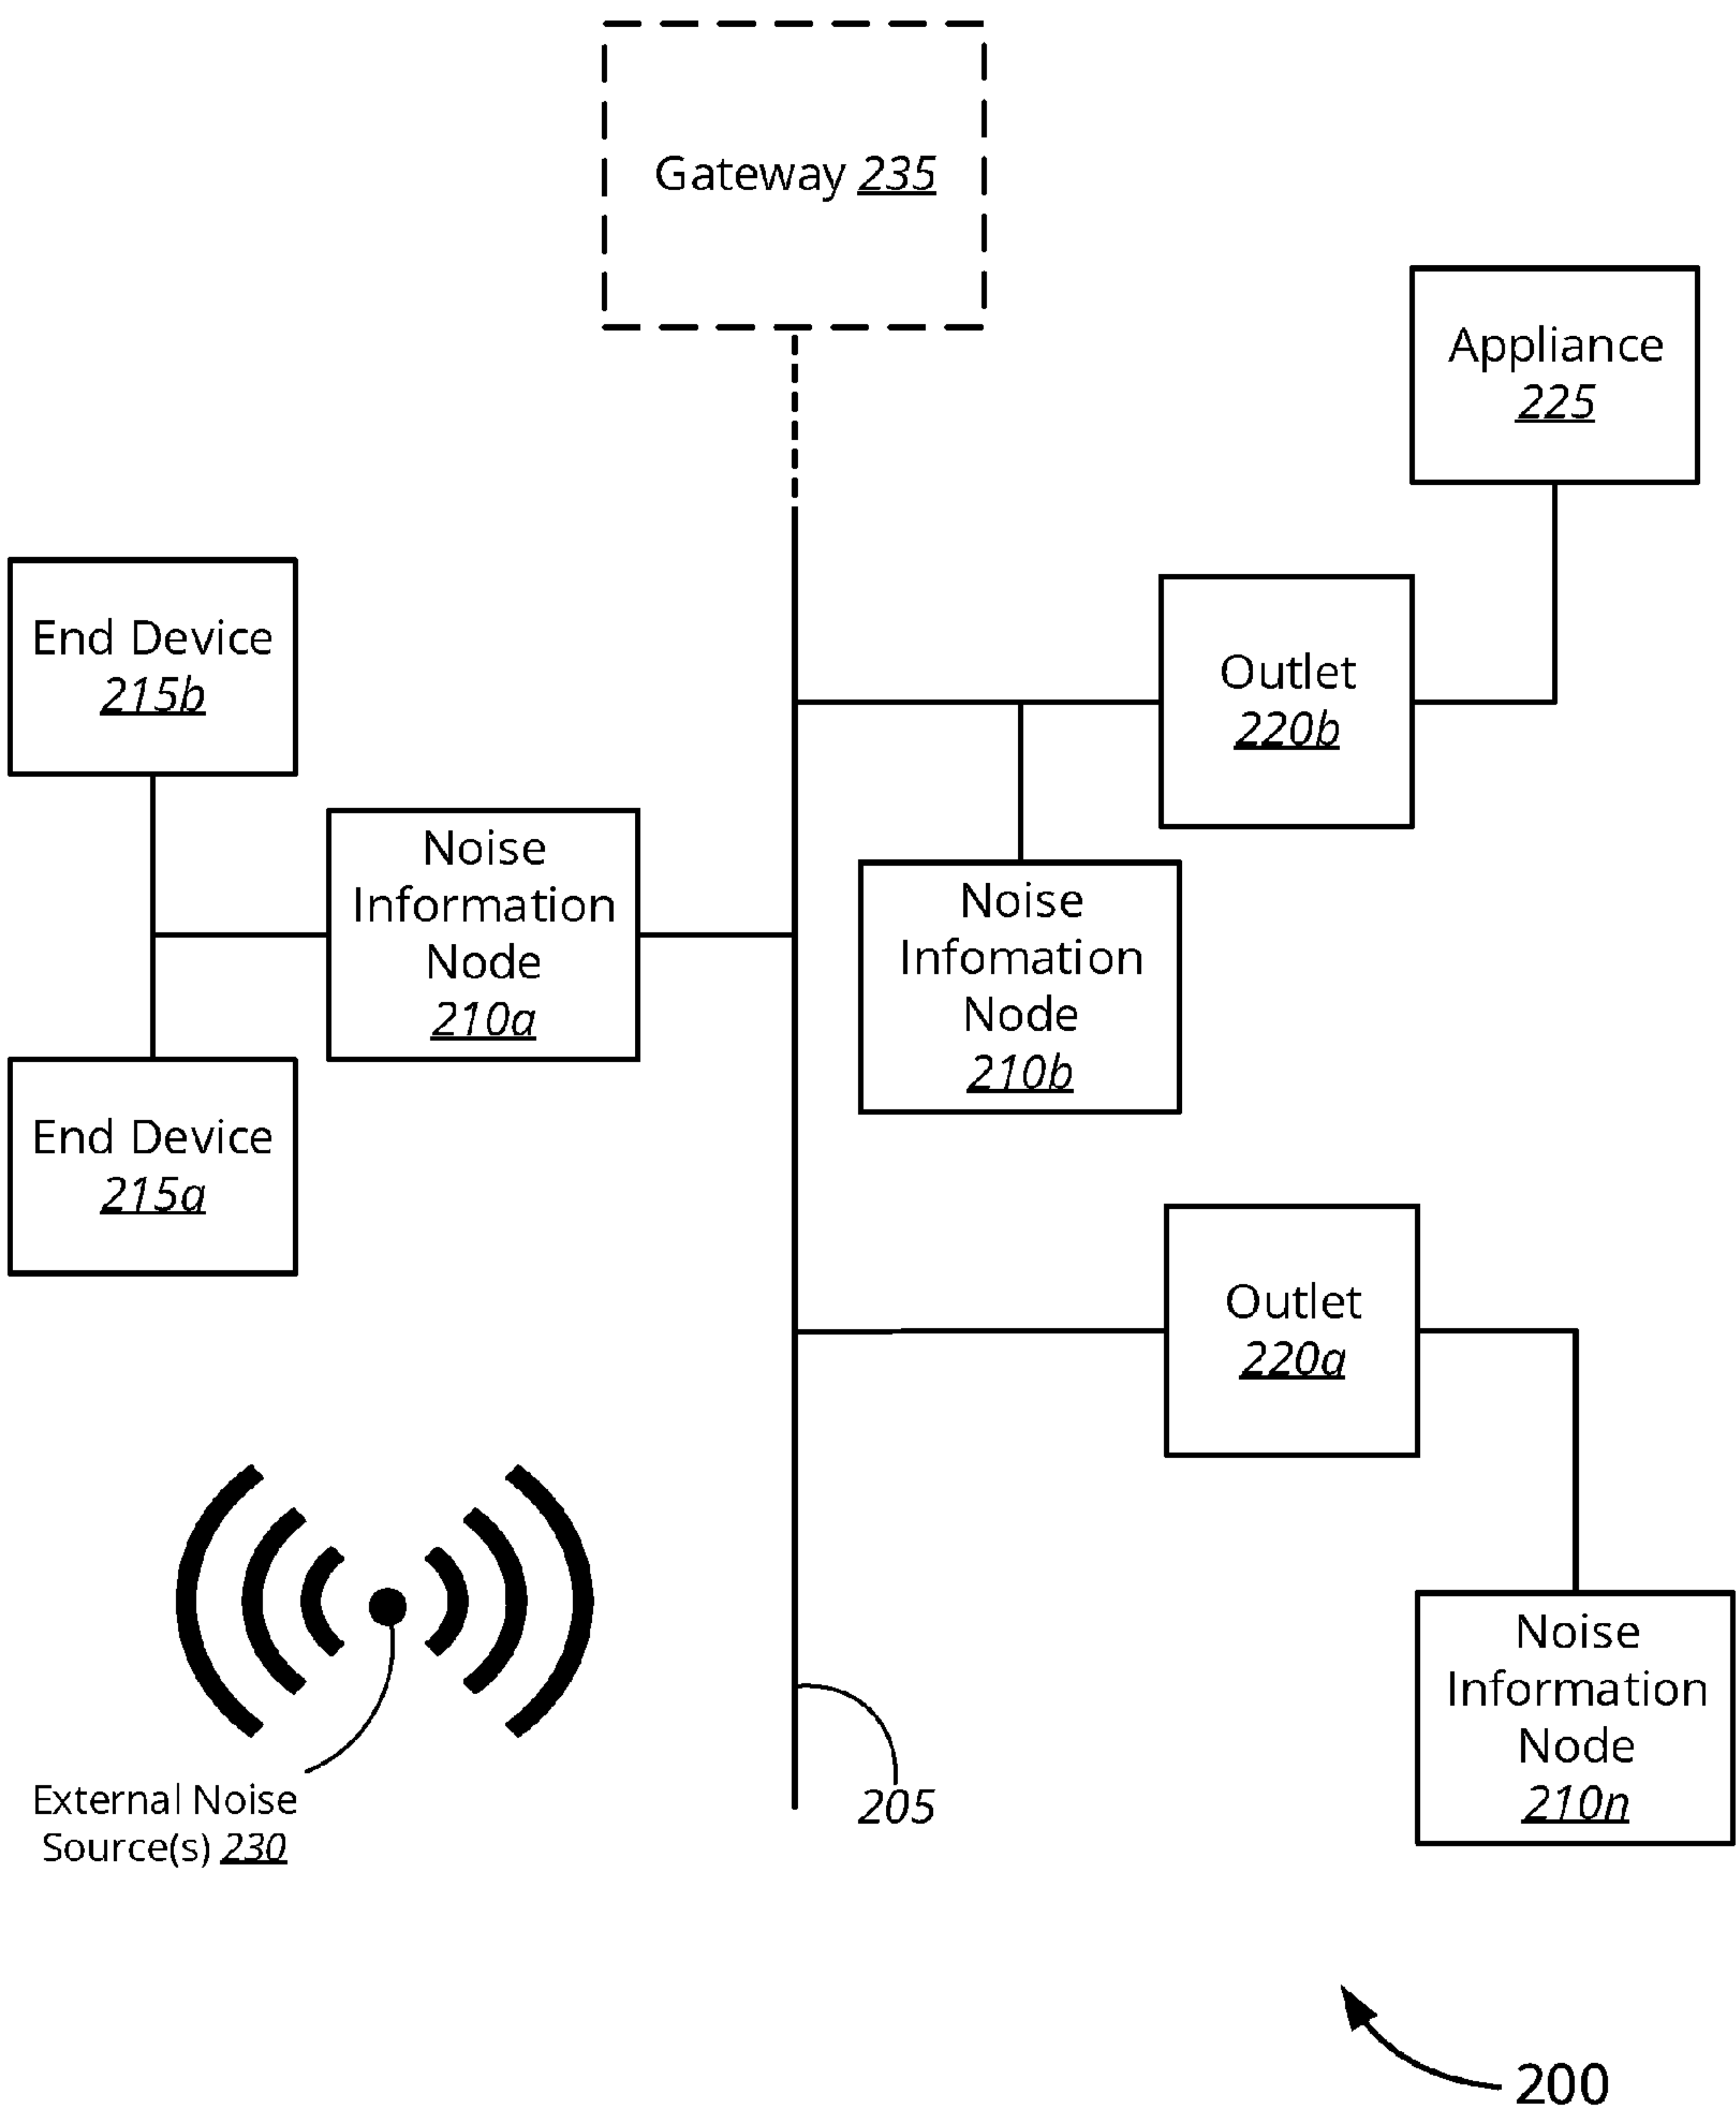 Gateway 235
Appliance
225
End Device
215b
Outlet
220b
Noise
Information
Node
210a
Noise
Infomation
Node
210b
End Device
215a
Outlet
220a
Noise
Information
Node
210n
External Noise
Source(s) 230
205
200